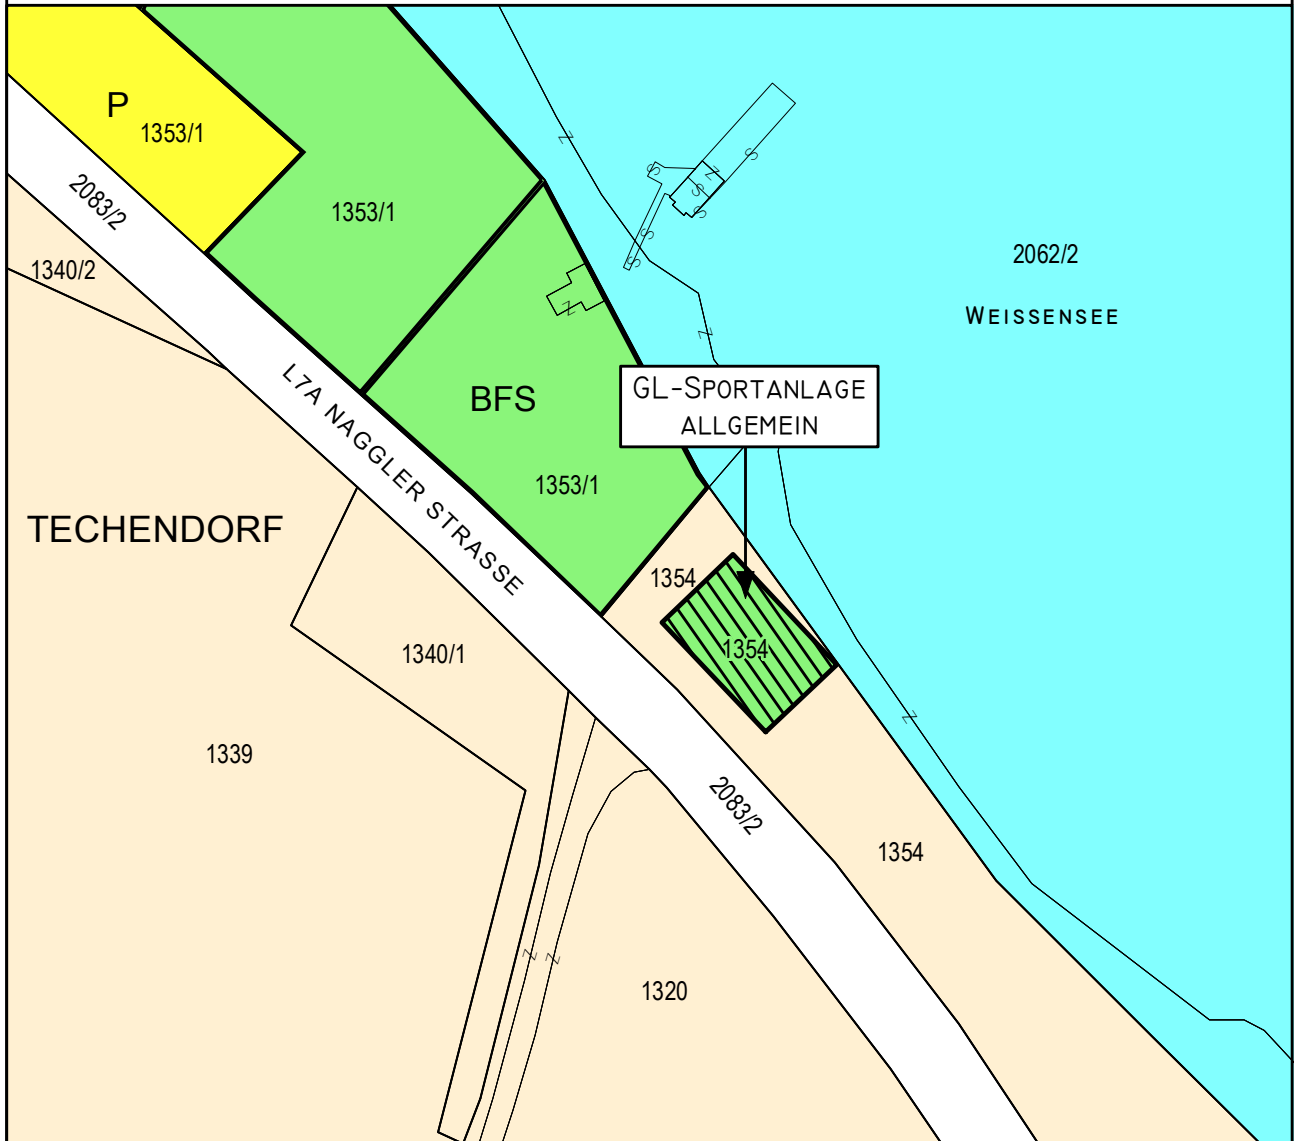 P
1353/1
2083/2
1353/1
1340/2
2062/2
WEISSENSEE
L7A NAGGLER STRASSE
BFS
GL-SPORTANLAGE
ALLGEMEIN
1353/1
TECHENDORF
1354
1354
1340/1
1339
2083/2
1354
1320